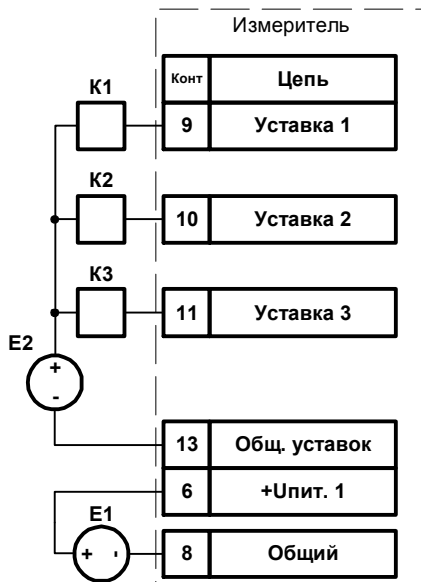 Измеритель
Конт Цепь
К1
9 Уставка 1
К2
10 Уставка 2
К3
11 Уставка 3
Е2
+
-
13 Общ. уставок
6 +Uпит. 1
Е1
+ -
8 Общий